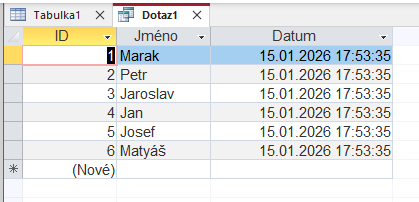 Tabulka1 Dotaz1
ID Jméno Datum
1 Marak 15.01.2026 17:53:35
2 Petr 15.01.2026 17:53:35
3 Jaroslav 15.01.2026 17:53:35
4 Jan 15.01.2026 17:53:35
5 Josef 15.01.2026 17:53:35
6 Matyáš 15.01.2026 17:53:35
* (Nové)